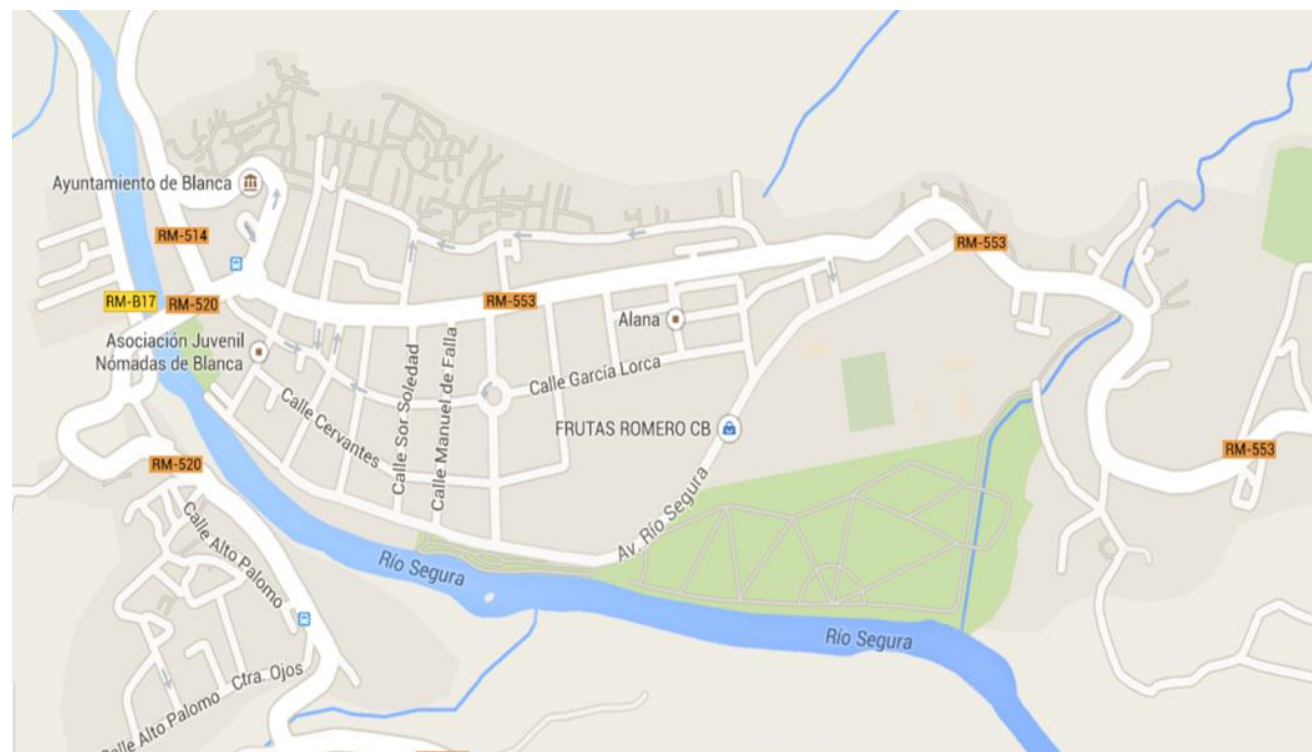 Ayuntamiento de Blanca
RM-514
RM-553
RM-B17
RM-520
RM-553
Alana
Asociación Juvenil
Nómadas de Blanca
Calle García Lorca
Calle Sor Soledad
Calle Manuel de Falla
Calle Cervantes
FRUTAS ROMERO CB
RM-553
RM-520
Calle Alto Palomo
Av. Río Segura
Río Segura
Río Segura
Ctra. Ojos
Calle Alto Palomo